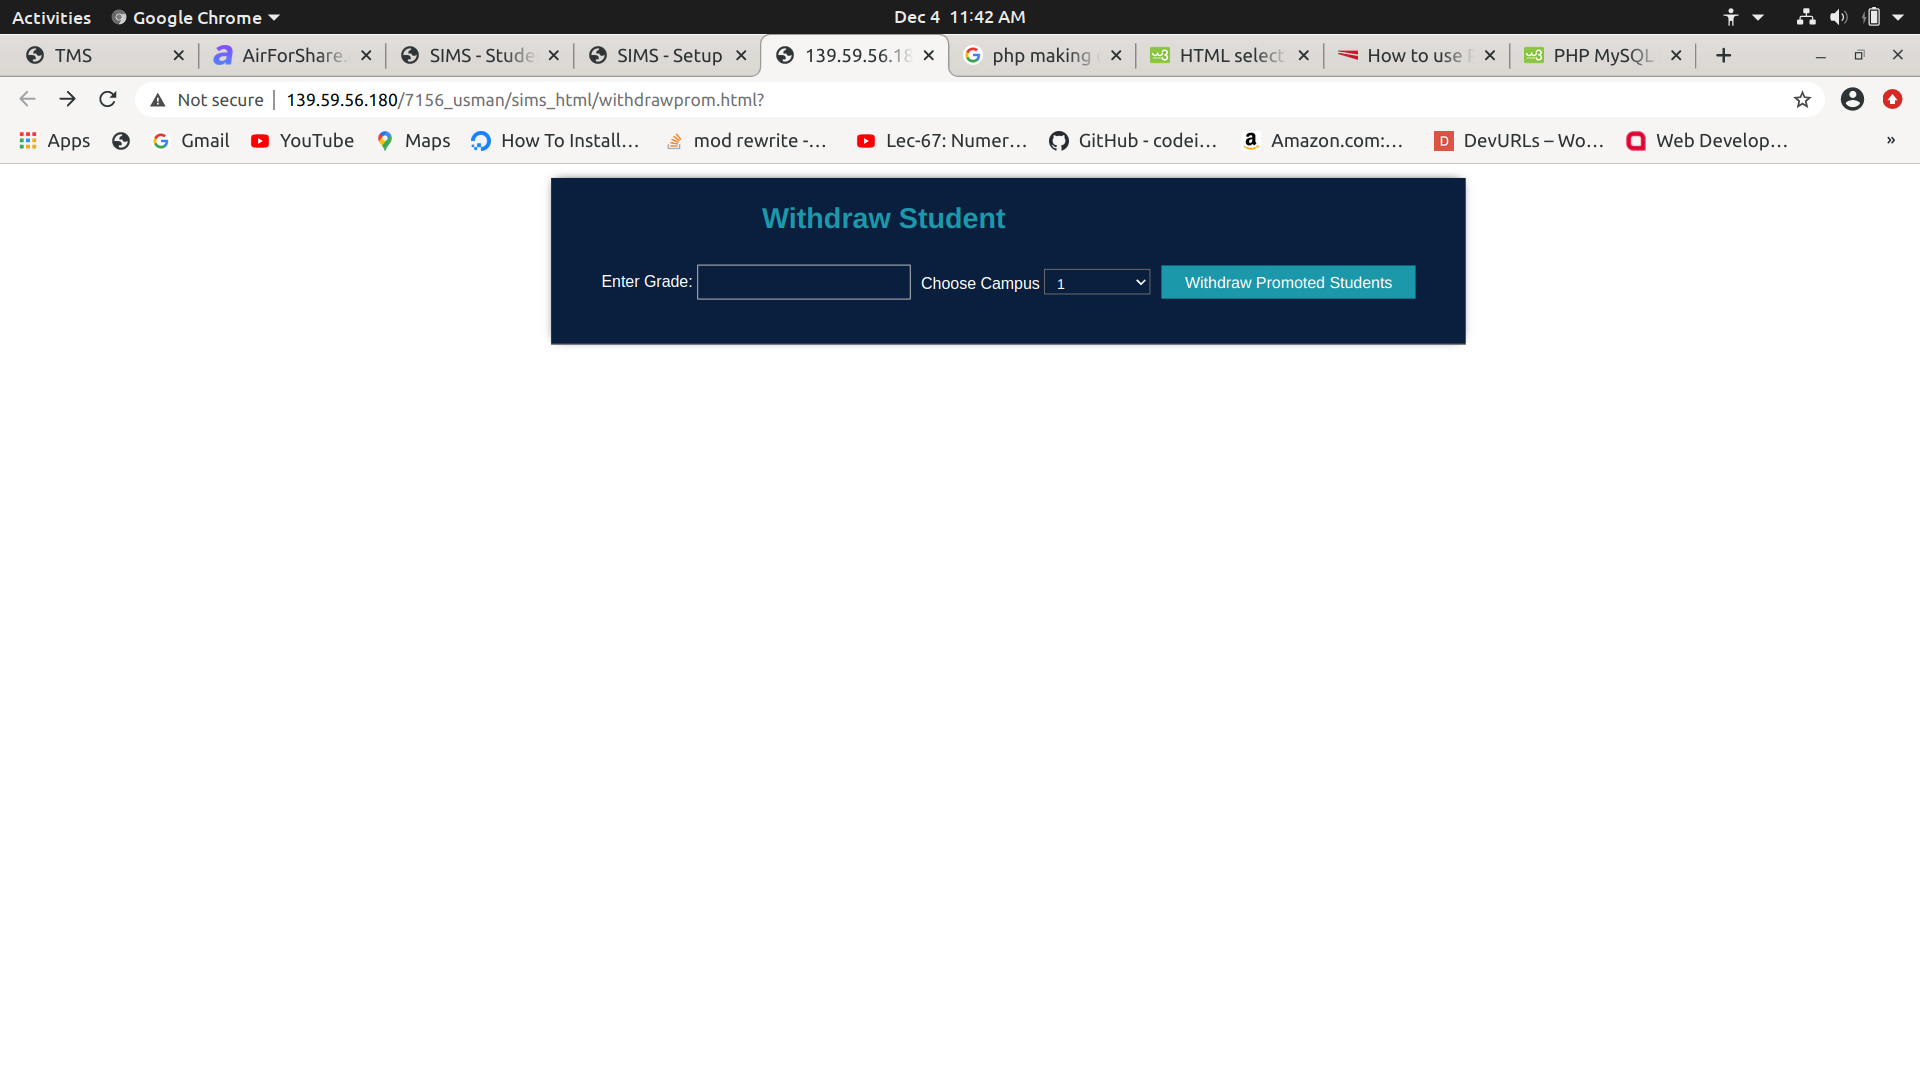 Activities Google Chrome Dec 4 11:42 AM
TMS AirForShare. SIMS - Stude SIMS - Setup 139.59.56.18 php making HTML select How to use PHP MySQL
Not secure 139.59.56.180/7156_usman/sims_html/withdrawprom.html?
Apps Gmail YouTube Maps How To Install... mod rewrite -... Lec-67: Numer... GitHub - codei... Amazon.com:... DevURLs – Wo... Web Develop... »
Withdraw Student
Enter Grade: Choose Campus 1 Withdraw Promoted Students